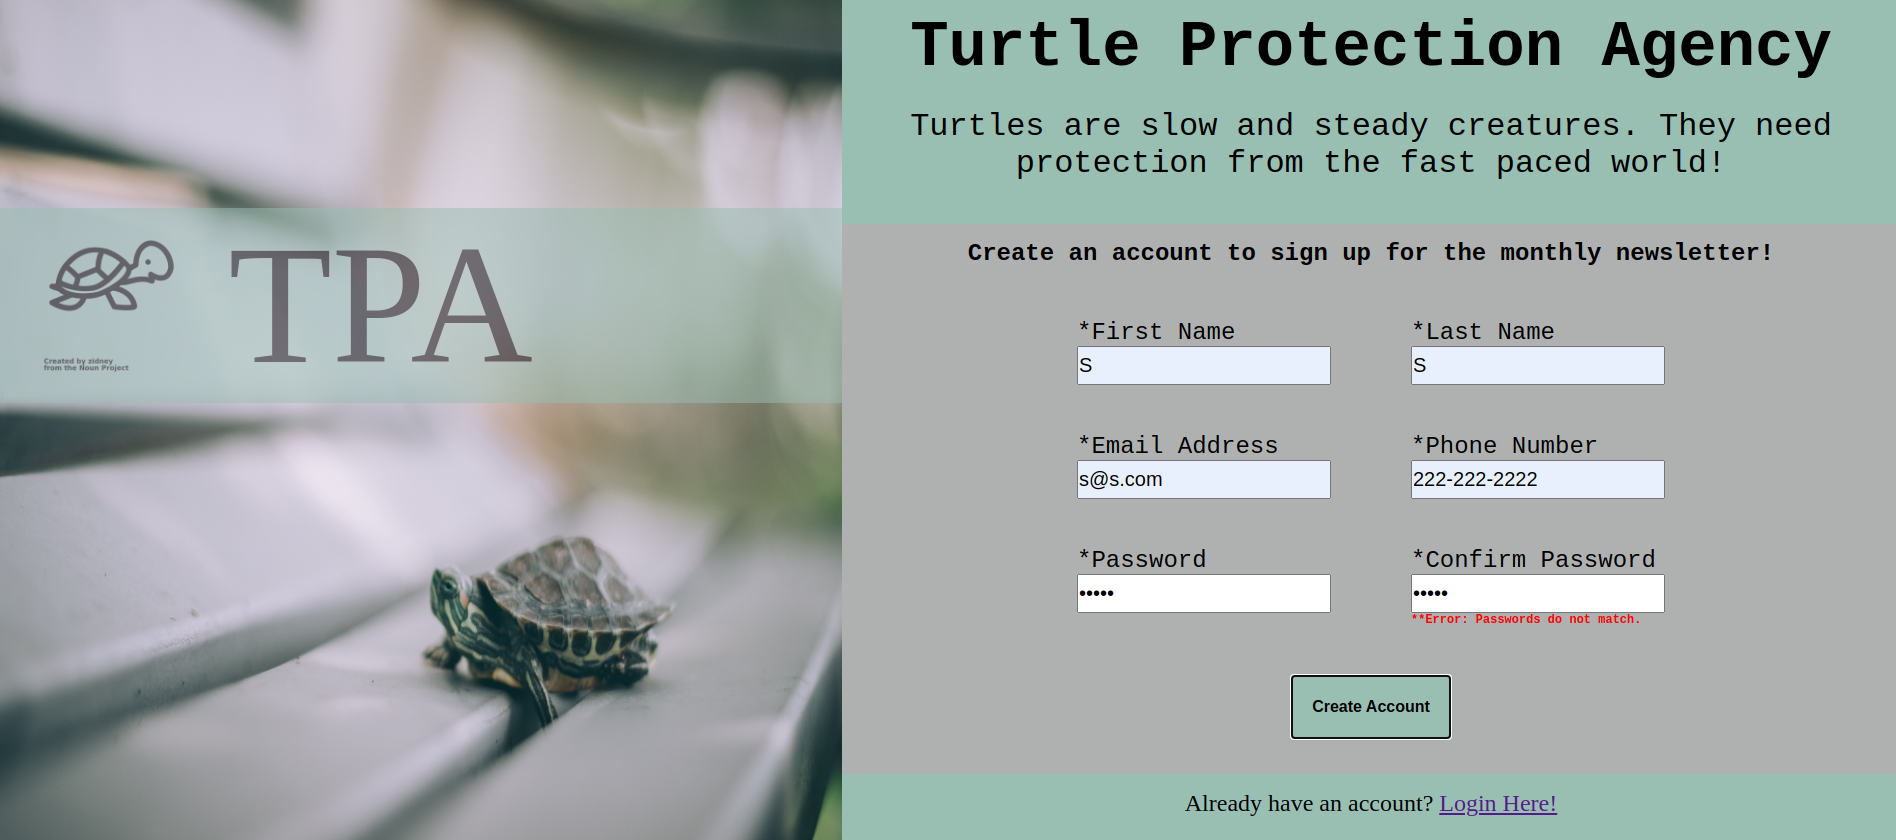 Turtle Protection Agency
Turtles are slow and steady creatures. They need
protection from the fast paced world!
TPA
Created by zidney
from the Noun Project
Create an account to sign up for the monthly newsletter!
*First Name *Last Name
S S
*Email Address *Phone Number
s@s.com 222-222-2222
*Password *Confirm Password
••••• •••••
**Error: Passwords do not match.
Create Account
Already have an account? Login Here!